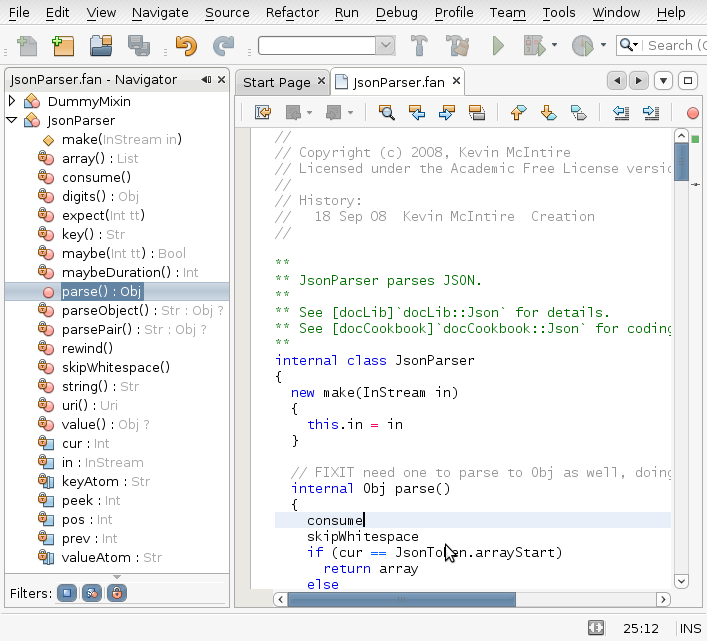 File Edit View Navigate Source Refactor Run Debug Profile Team Tools Window Help
Search (C
JsonParser.fan - Navigator
DummyMixin
JsonParser
make(InStream in)
array() : List
consume()
digits() : Obj
expect(Int tt)
key() : Str
maybe(Int tt) : Bool
maybeDuration() : Int
parse() : Obj
parseObject() : Str : Obj ?
parsePair() : Str : Obj ?
rewind()
skipWhitespace()
string() : Str
uri() : Uri
value() : Obj ?
cur : Int
in : InStream
keyAtom : Str
peek : Int
pos : Int
prev : Int
valueAtom : Str
Filters:
Start Page
JsonParser.fan
//
// Copyright (c) 2008, Kevin McIntire
// Licensed under the Academic Free License versio
//
// History:
//   18 Sep 08  Kevin McIntire  Creation
//
**
** JsonParser parses JSON.
**
** See [docLib]`docLib::Json` for details.
** See [docCookbook]`docCookbook::Json` for coding
**
internal class JsonParser
{
  new make(InStream in)
  {
    this.in = in
  }
  // FIXIT need one to parse to Obj as well, doing
  internal Obj parse()
  {
    consume
    skipWhitespace
    if (cur == JsonToken.arrayStart)
      return array
    else
25:12 INS